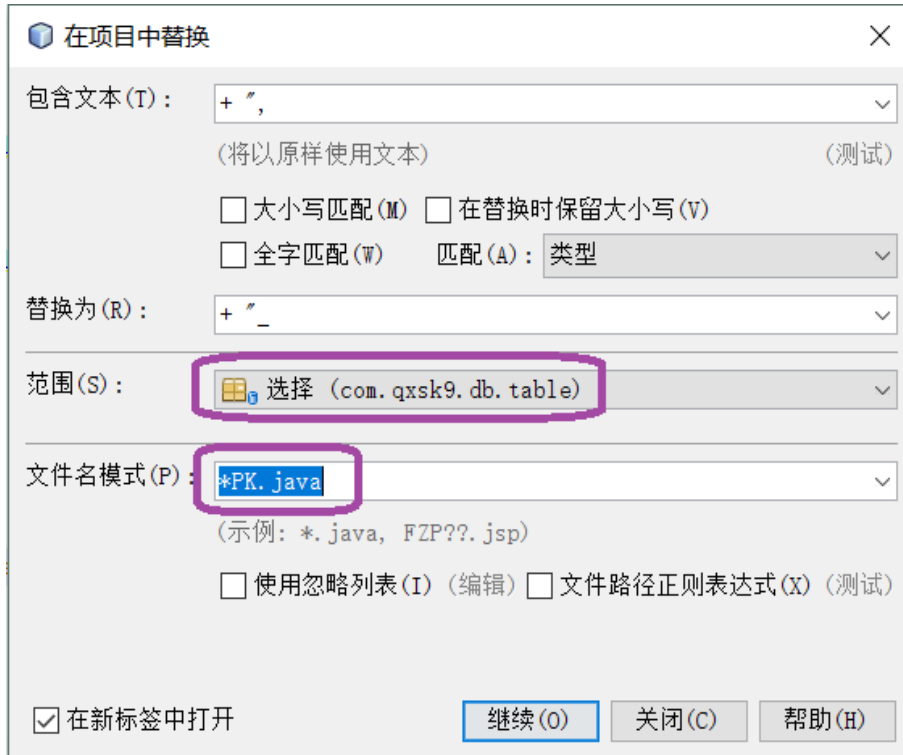 在项目中替换
包含文本(T): + ",
(将以原样使用文本) (测试)
大小写匹配(M) 在替换时保留大小写(V)
全字匹配(W) 匹配(A): 类型
替换为(R): + "_
范围(S): 选择 (com.qxsk9.db.table)
文件名模式(P): *PK.java
(示例: *.java, FZP??.jsp)
使用忽略列表(I) (编辑) 文件路径正则表达式(X) (测试)
在新标签中打开 继续(O) 关闭(C) 帮助(H)